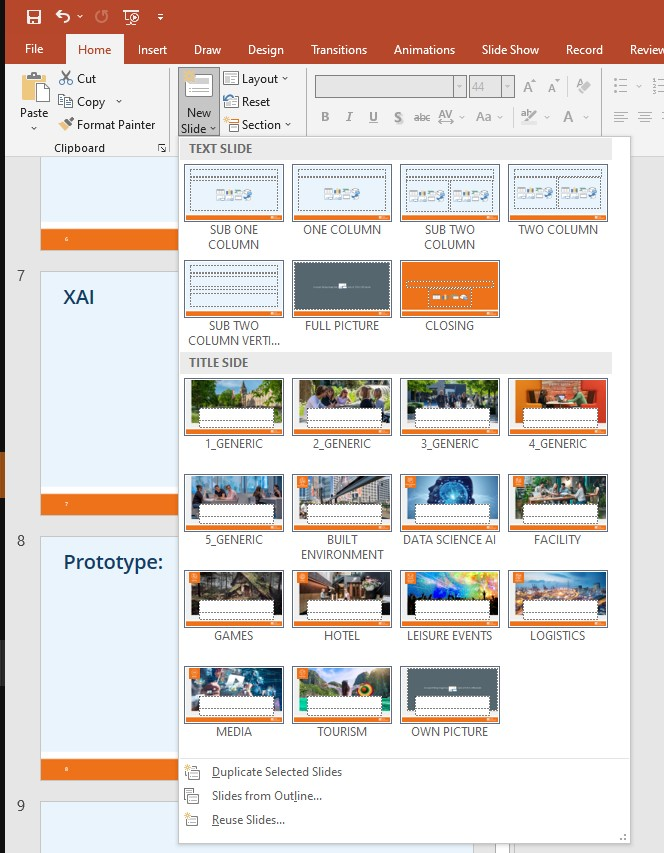 File Home Insert Draw Design Transitions Animations Slide Show Record Review
Paste
Cut
Copy
Format Painter
Clipboard
New
Slide
Layout
Reset
Section
44
B I U S abc AV Aa A
TEXT SLIDE
SUB ONE
COLUMN
ONE COLUMN
SUB TWO
COLUMN
TWO COLUMN
SUB TWO
COLUMN VERTI...
FULL PICTURE
CLOSING
TITLE SIDE
1_GENERIC
2_GENERIC
3_GENERIC
4_GENERIC
5_GENERIC
BUILT
ENVIRONMENT
DATA SCIENCE AI
FACILITY
GAMES
HOTEL
LEISURE EVENTS
LOGISTICS
MEDIA
TOURISM
OWN PICTURE
Duplicate Selected Slides
Slides from Outline...
Reuse Slides...
6
7
XAI
7
8
Prototype:
8
9